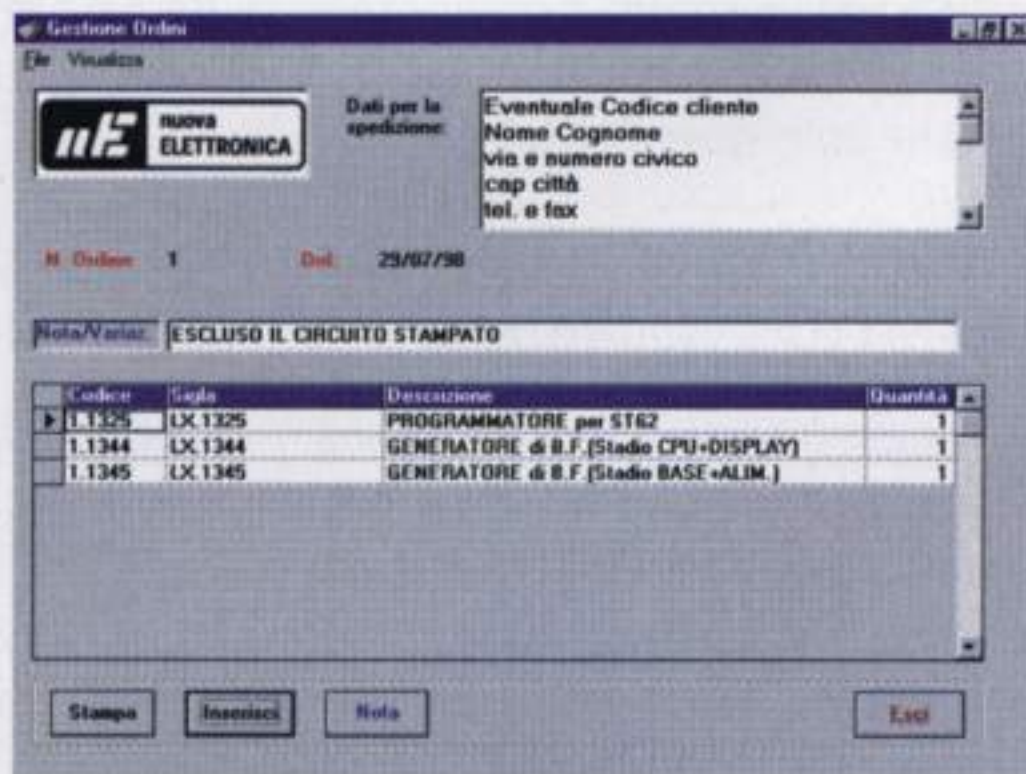 Gestione Ordini
File Visualizza
nE nuova ELETTRONICA
Dati per la spedizione:
Eventuale Codice cliente
Nome Cognome
via e numero civico
cap città
tel. e fax
N. Ordine 1 Del: 29/07/98
Nota/Variaz. ESCLUSO IL CIRCUITO STAMPATO
Codice Sigla Descrizione Quantità
1.1325 LX.1325 PROGRAMMATORE per ST62 1
1.1344 LX.1344 GENERATORE di B.F.(Stadio CPU+DISPLAY) 1
1.1345 LX.1345 GENERATORE di B.F.(Stadio BASE+ALIM.) 1
Stampa Inserisci Nota Esci